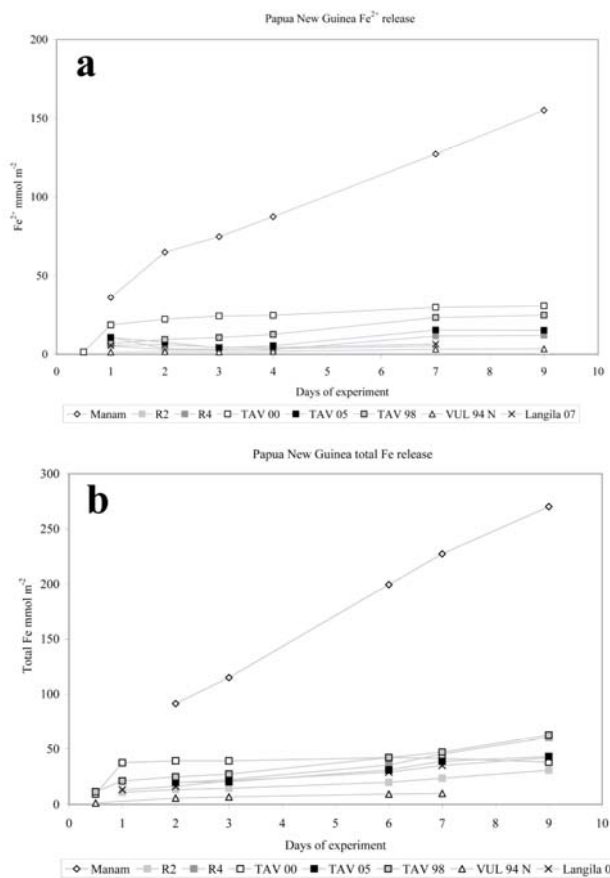 Papua New Guinea Fe²⁺ release
a
200
150
100
50
0
Fe²⁺ mmol m⁻²
0 1 2 3 4 5 6 7 8 9 10
Days of experiment
Manam R2 R4 TAV 00 TAV 05 TAV 98 VUL 94 N Langila 07
Papua New Guinea total Fe release
b
300
250
200
150
100
50
0
Total Fe mmol m⁻²
0 1 2 3 4 5 6 7 8 9 10
Days of experiment
Manam R2 R4 TAV 00 TAV 05 TAV 98 VUL 94 N Langila 0